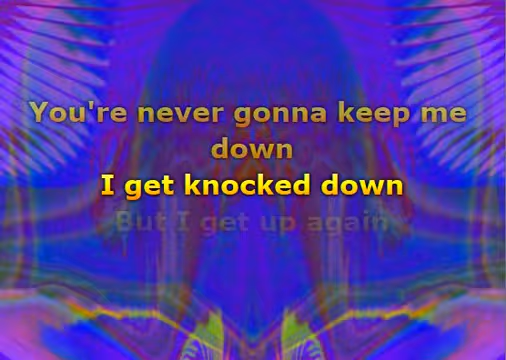 You're never gonna keep me
down
I get knocked down
But I get up again